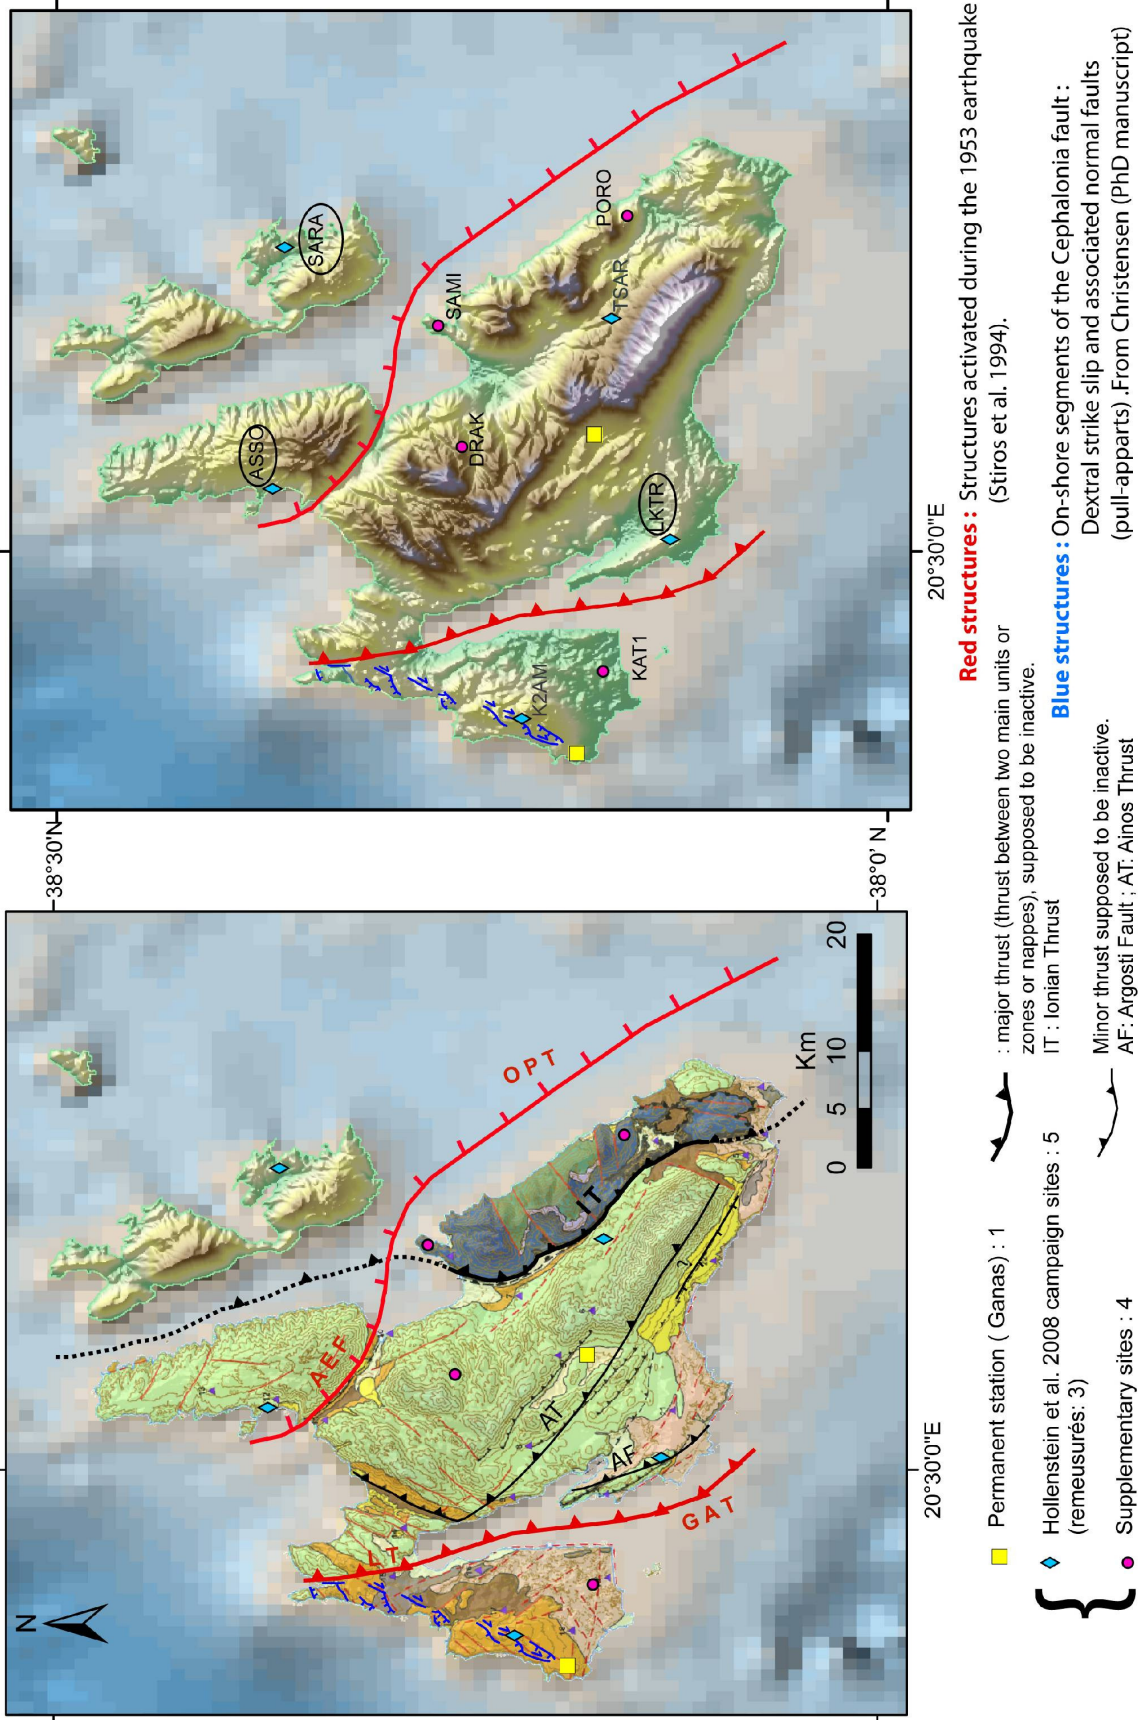 N
OPT
AEF
IT
AT
AF
LT
GAT
Km
0 5 10 20
20°30'0"E
38°30'N
38°0' N
SARA
ASSO
SAMI
PORO
DRAK
TSAR
LKTR
K2AM
KAT1
20°30'0"E
Permanent station ( Ganas) : 1
Hollenstein et al. 2008 campaign sites : 5
(remeusurés: 3)
Supplementary sites : 4
: major thrust (thrust between two main units or
zones or nappes), supposed to be inactive.
IT : Ionian Thrust
Minor thrust supposed to be inactive.
AF: Argosti Fault ; AT: Ainos Thrust
Red structures : Structures activated during the 1953 earthquake
(Stiros et al. 1994).
Blue structures : On-shore segments of the Cephalonia fault :
Dextral strike slip and associated normal faults
(pull-apparts) .From Christensen (PhD manuscript)